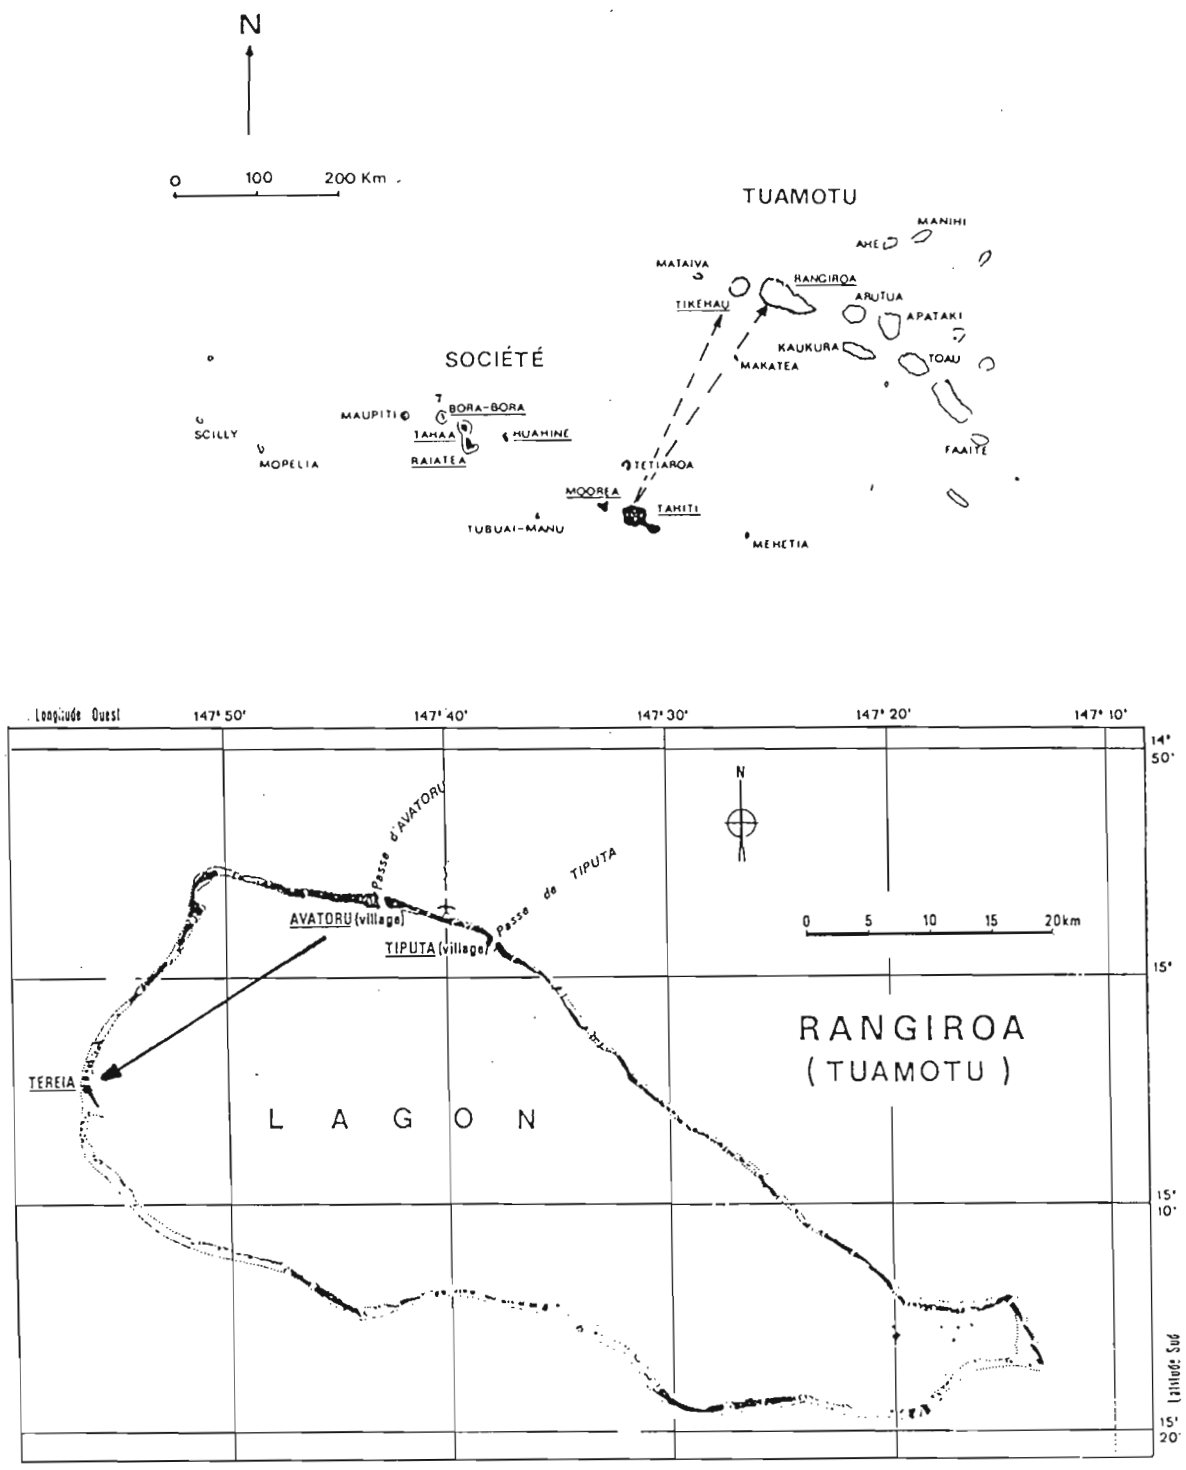 N
0 100 200 Km
TUAMOTU
MANIHI
AHE
MATAIVA
RANGIROA
TIKEHAU
ARUTUA
APATAKI
KAUKURA
TOAU
MAKATEA
SOCIÉTÉ
BORA-BORA
MAUPITI
TAHAA
HUAHINE
SCILLY
MOPELIA
RAIATEA
FAAITE
TETIAROA
MOOREA
TAHITI
TUBUAI-MANU
MEHETIA
Longitude Ouest 147°50' 147°40' 147°30' 147°20' 147°10'
14°
50'
N
Passe d'AVATORU
Passe de TIPUTA
0 5 10 15 20km
AVATORU (village)
TIPUTA (village)
15°
RANGIROA
(TUAMOTU)
TEREIA
LAGON
15°
10'
Latitude Sud
15°
20'